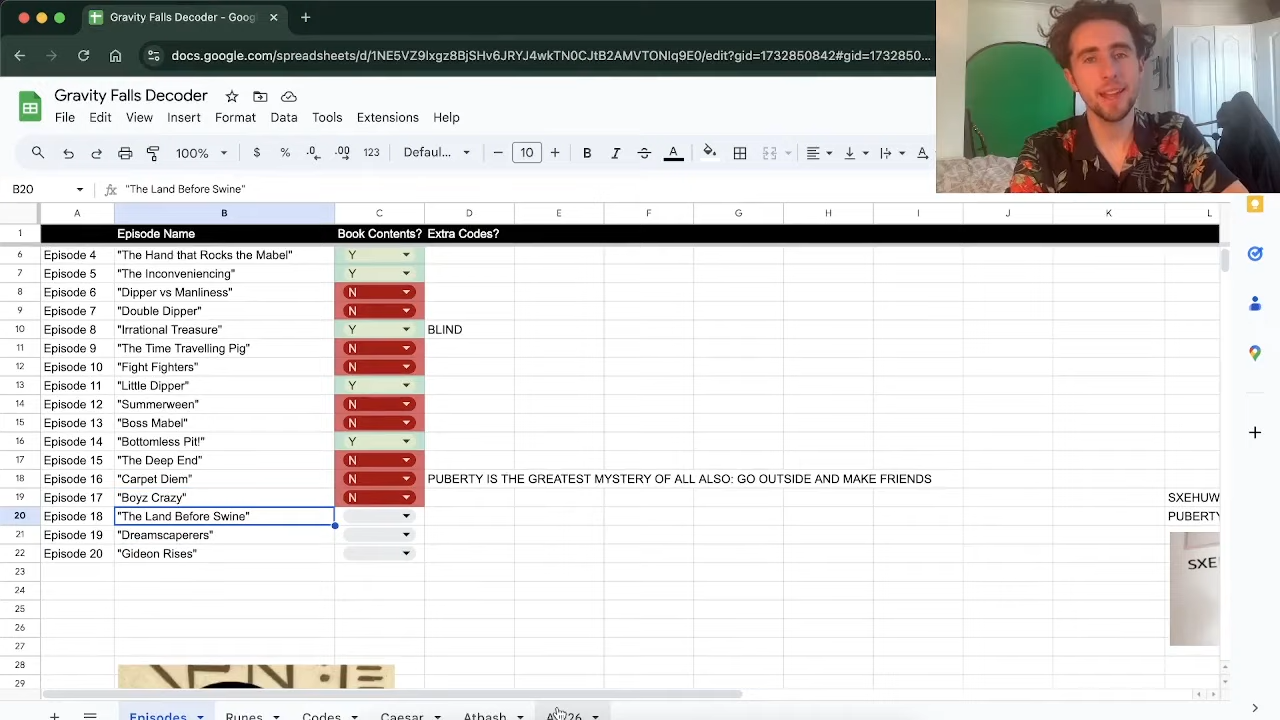 Gravity Falls Decoder - Goog
docs.google.com/spreadsheets/d/1NE5VZ9Ixgz8BjSHv6JRYJ4wkTN0CJtB2AMVTONIq9E0/edit?gid=1732850842#gid=1732850...
Gravity Falls Decoder
File Edit View Insert Format Data Tools Extensions Help
100% $ % .0 .00 123 Defaul... 10 B I S A A
B20 fx "The Land Before Swine"
A B C D E F G H I J K L
1 Episode Name Book Contents? Extra Codes?
6 Episode 4 "The Hand that Rocks the Mabel" Y
7 Episode 5 "The Inconveniencing" Y
8 Episode 6 "Dipper vs Manliness" N
9 Episode 7 "Double Dipper" N
10 Episode 8 "Irrational Treasure" Y BLIND
11 Episode 9 "The Time Travelling Pig" N
12 Episode 10 "Fight Fighters" N
13 Episode 11 "Little Dipper" Y
14 Episode 12 "Summerween" N
15 Episode 13 "Boss Mabel" N
16 Episode 14 "Bottomless Pit!" Y
17 Episode 15 "The Deep End" N
18 Episode 16 "Carpet Diem" N PUBERTY IS THE GREATEST MYSTERY OF ALL ALSO: GO OUTSIDE AND MAKE FRIENDS
19 Episode 17 "Boyz Crazy" N SXEHUW
20 Episode 18 "The Land Before Swine" PUBERTY
21 Episode 19 "Dreamscaperers"
22 Episode 20 "Gideon Rises"
23
24 SXE
25
26
27
28
29
Episodes Runes Codes Caesar Atbash